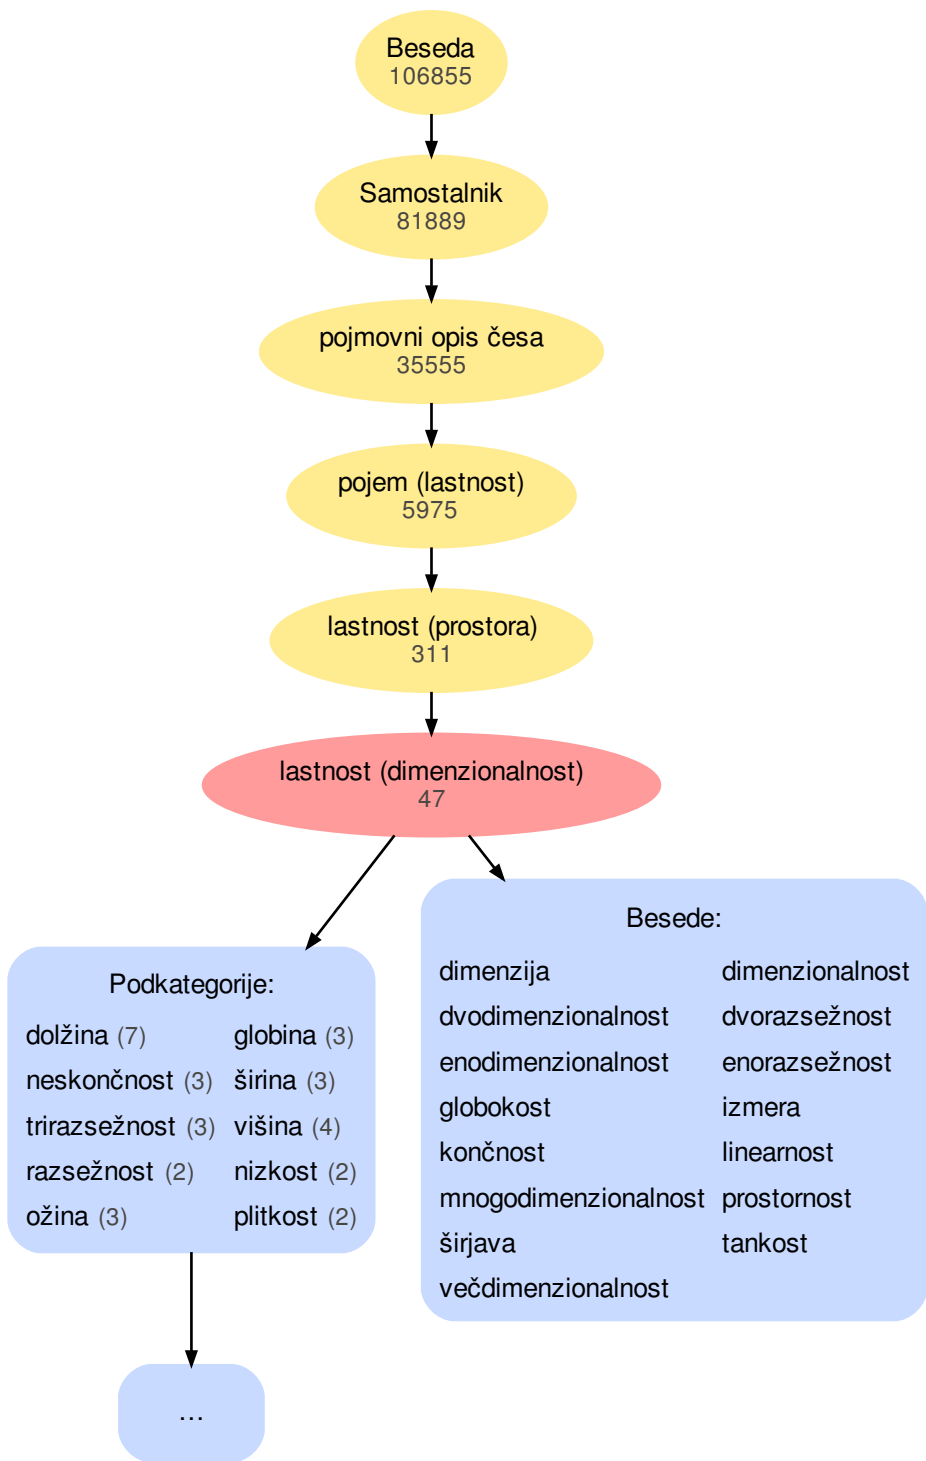 Beseda
106855
Samostalnik
81889
pojmovni opis česa
35555
pojem (lastnost)
5975
lastnost (prostora)
311
lastnost (dimenzionalnost)
47
Podkategorije:
dolžina (7) globina (3)
neskončnost (3) širina (3)
trirazsežnost (3) višina (4)
razsežnost (2) nizkost (2)
ožina (3) plitkost (2)
...
Besede:
dimenzija dimenzionalnost
dvodimenzionalnost dvorazsežnost
enodimenzionalnost enorazsežnost
globokost izmera
končnost linearnost
mnogodimenzionalnost prostornost
širjava tankost
večdimenzionalnost